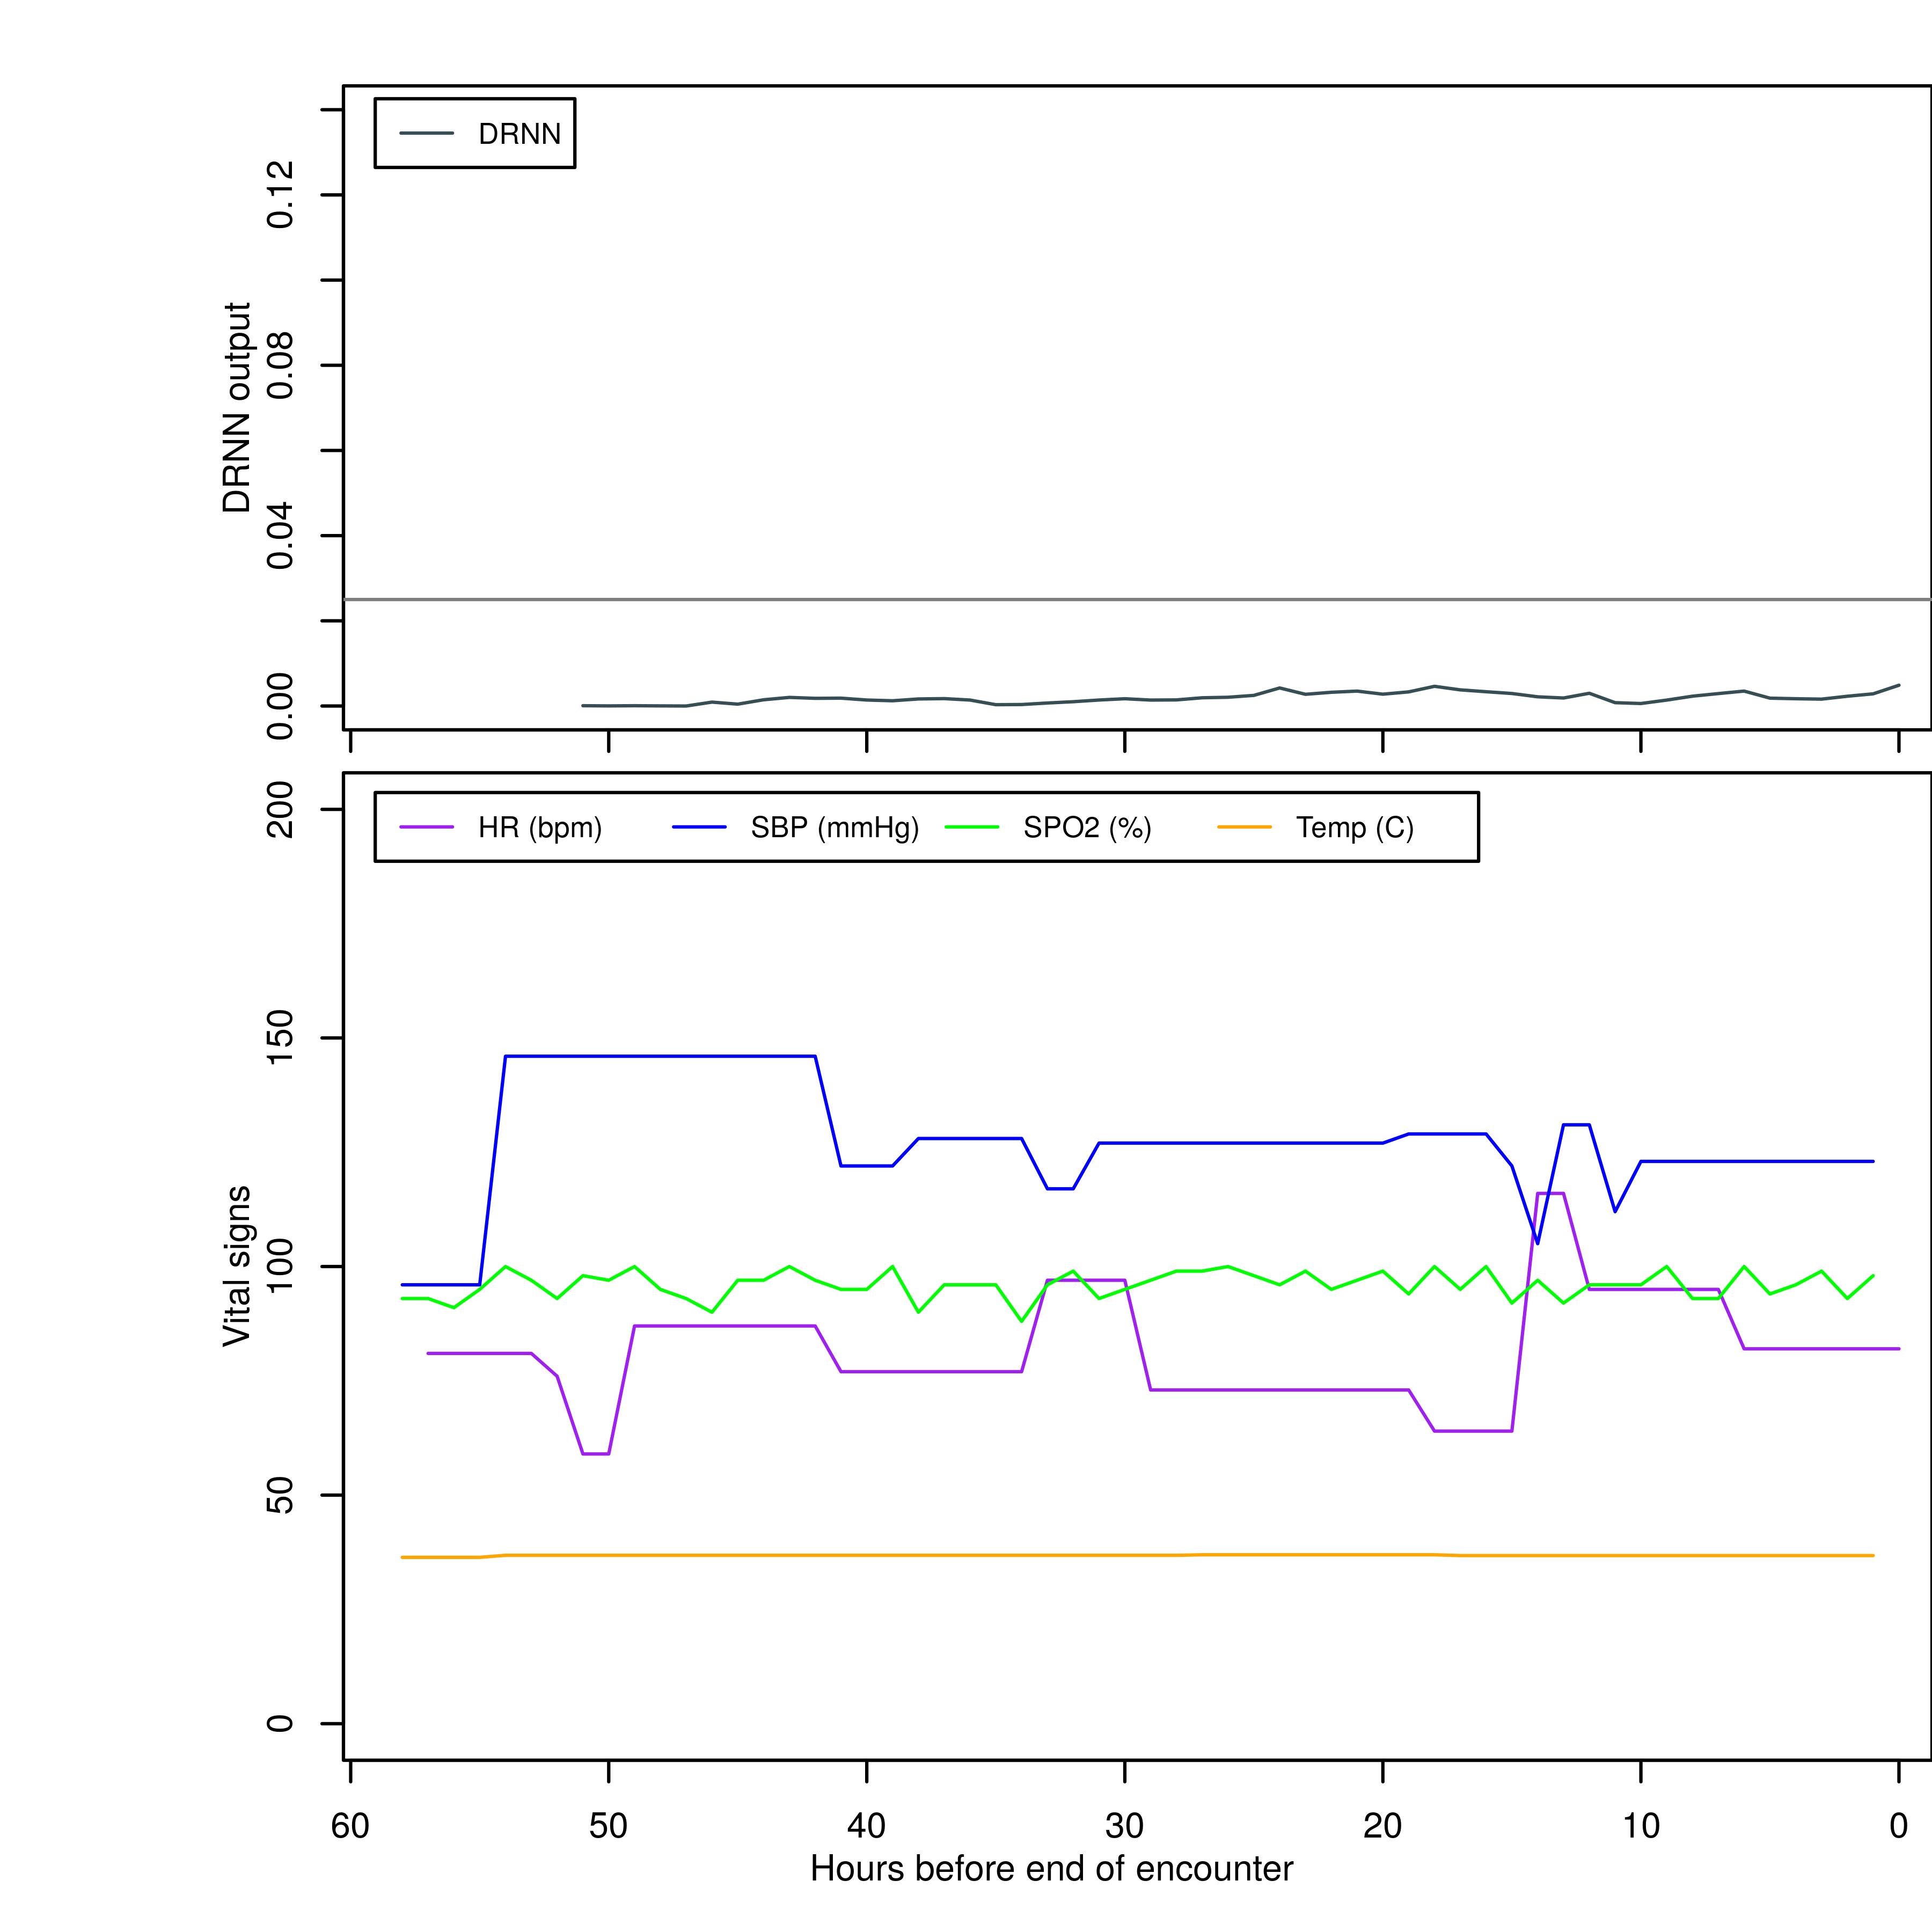 DRNN
0.12
0.08
0.04
0.00
DRNN output
HR (bpm) SBP (mmHg) SPO2 (%) Temp (C)
200
150
100
50
0
Vital signs
60 50 40 30 20 10 0
Hours before end of encounter